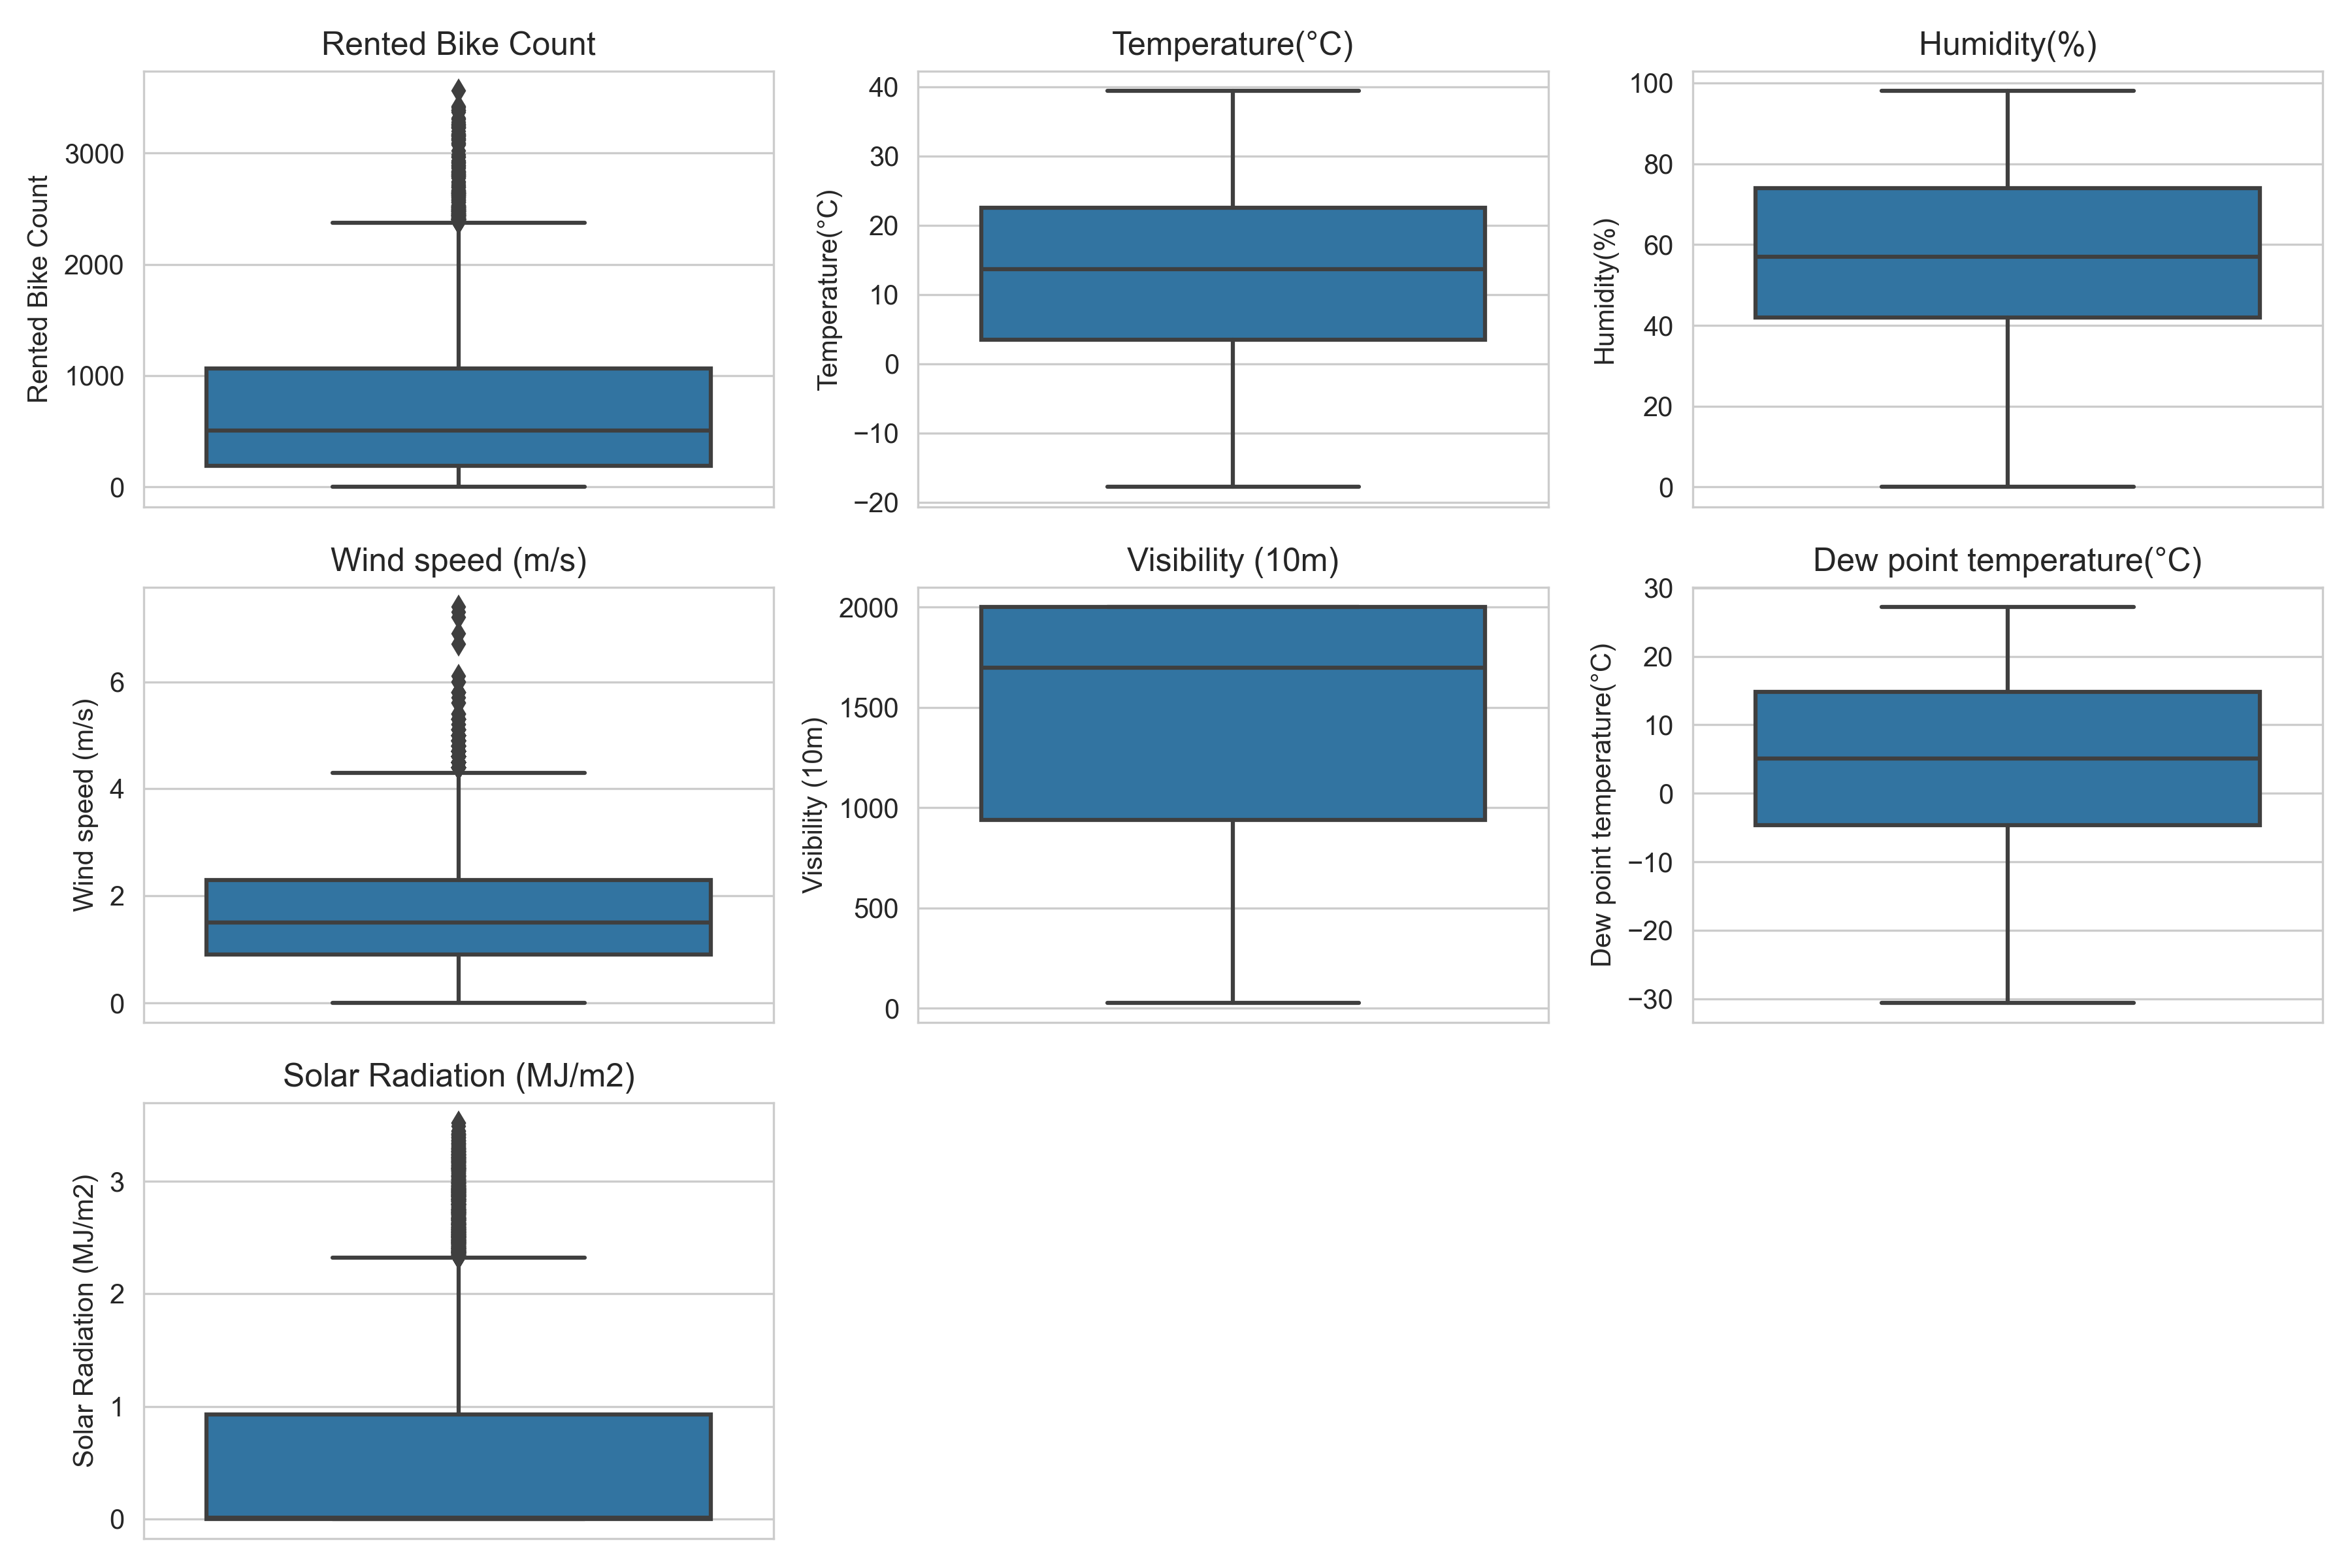 Rented Bike Count
Rented Bike Count
3000
2000
1000
0
Temperature(°C)
Temperature(°C)
40
30
20
10
0
−10
−20
Humidity(%)
Humidity(%)
100
80
60
40
20
0
Wind speed (m/s)
Wind speed (m/s)
6
4
2
0
Visibility (10m)
Visibility (10m)
2000
1500
1000
500
0
Dew point temperature(°C)
Dew point temperature(°C)
30
20
10
0
−10
−20
−30
Solar Radiation (MJ/m2)
Solar Radiation (MJ/m2)
3
2
1
0